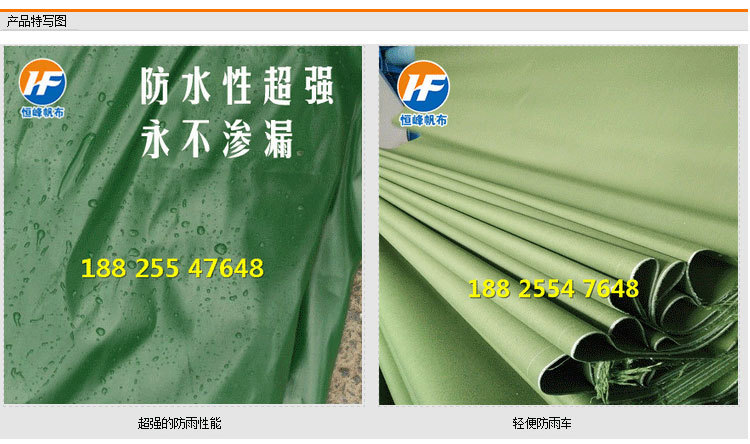 产品特写图
HF
恒峰帆布
防水性超强
永不渗漏
188 255 47648
HF
恒峰帆布
188 2554 7648
超强的防雨性能
轻便防雨车